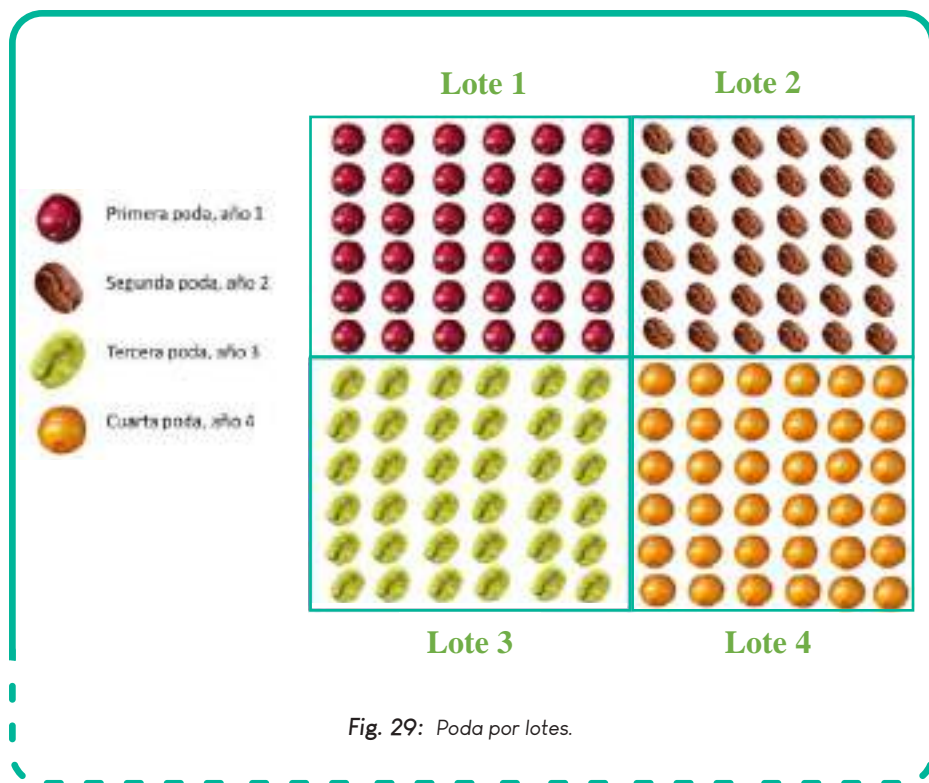 Lote 1
Lote 2
Primera poda, año 1
Segunda poda, año 2
Tercera poda, año 3
Cuarta poda, año 4
Lote 3
Lote 4
Fig. 29: Poda por lotes.